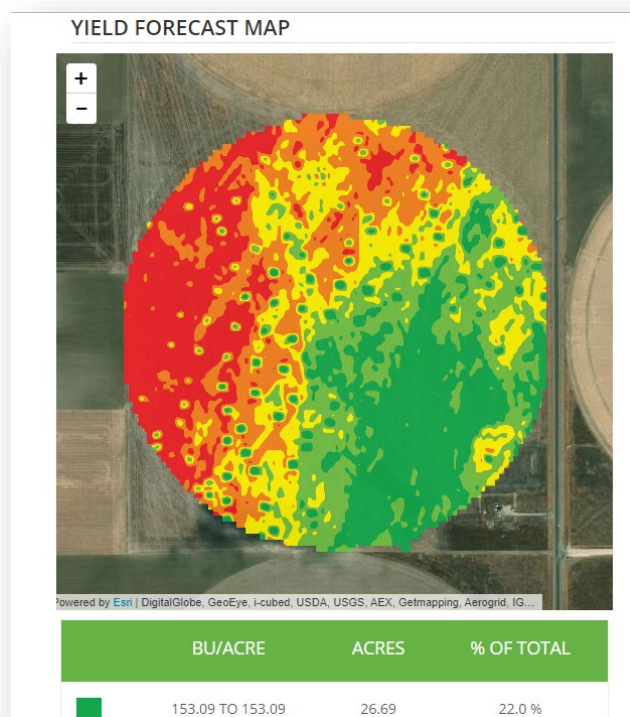 YIELD FORECAST MAP
+
−
Powered by Esri | DigitalGlobe, GeoEye, i-cubed, USDA, USGS, AEX, Getmapping, Aerogrid, IG...
BU/ACRE ACRES % OF TOTAL
153.09 TO 153.09 26.69 22.0 %